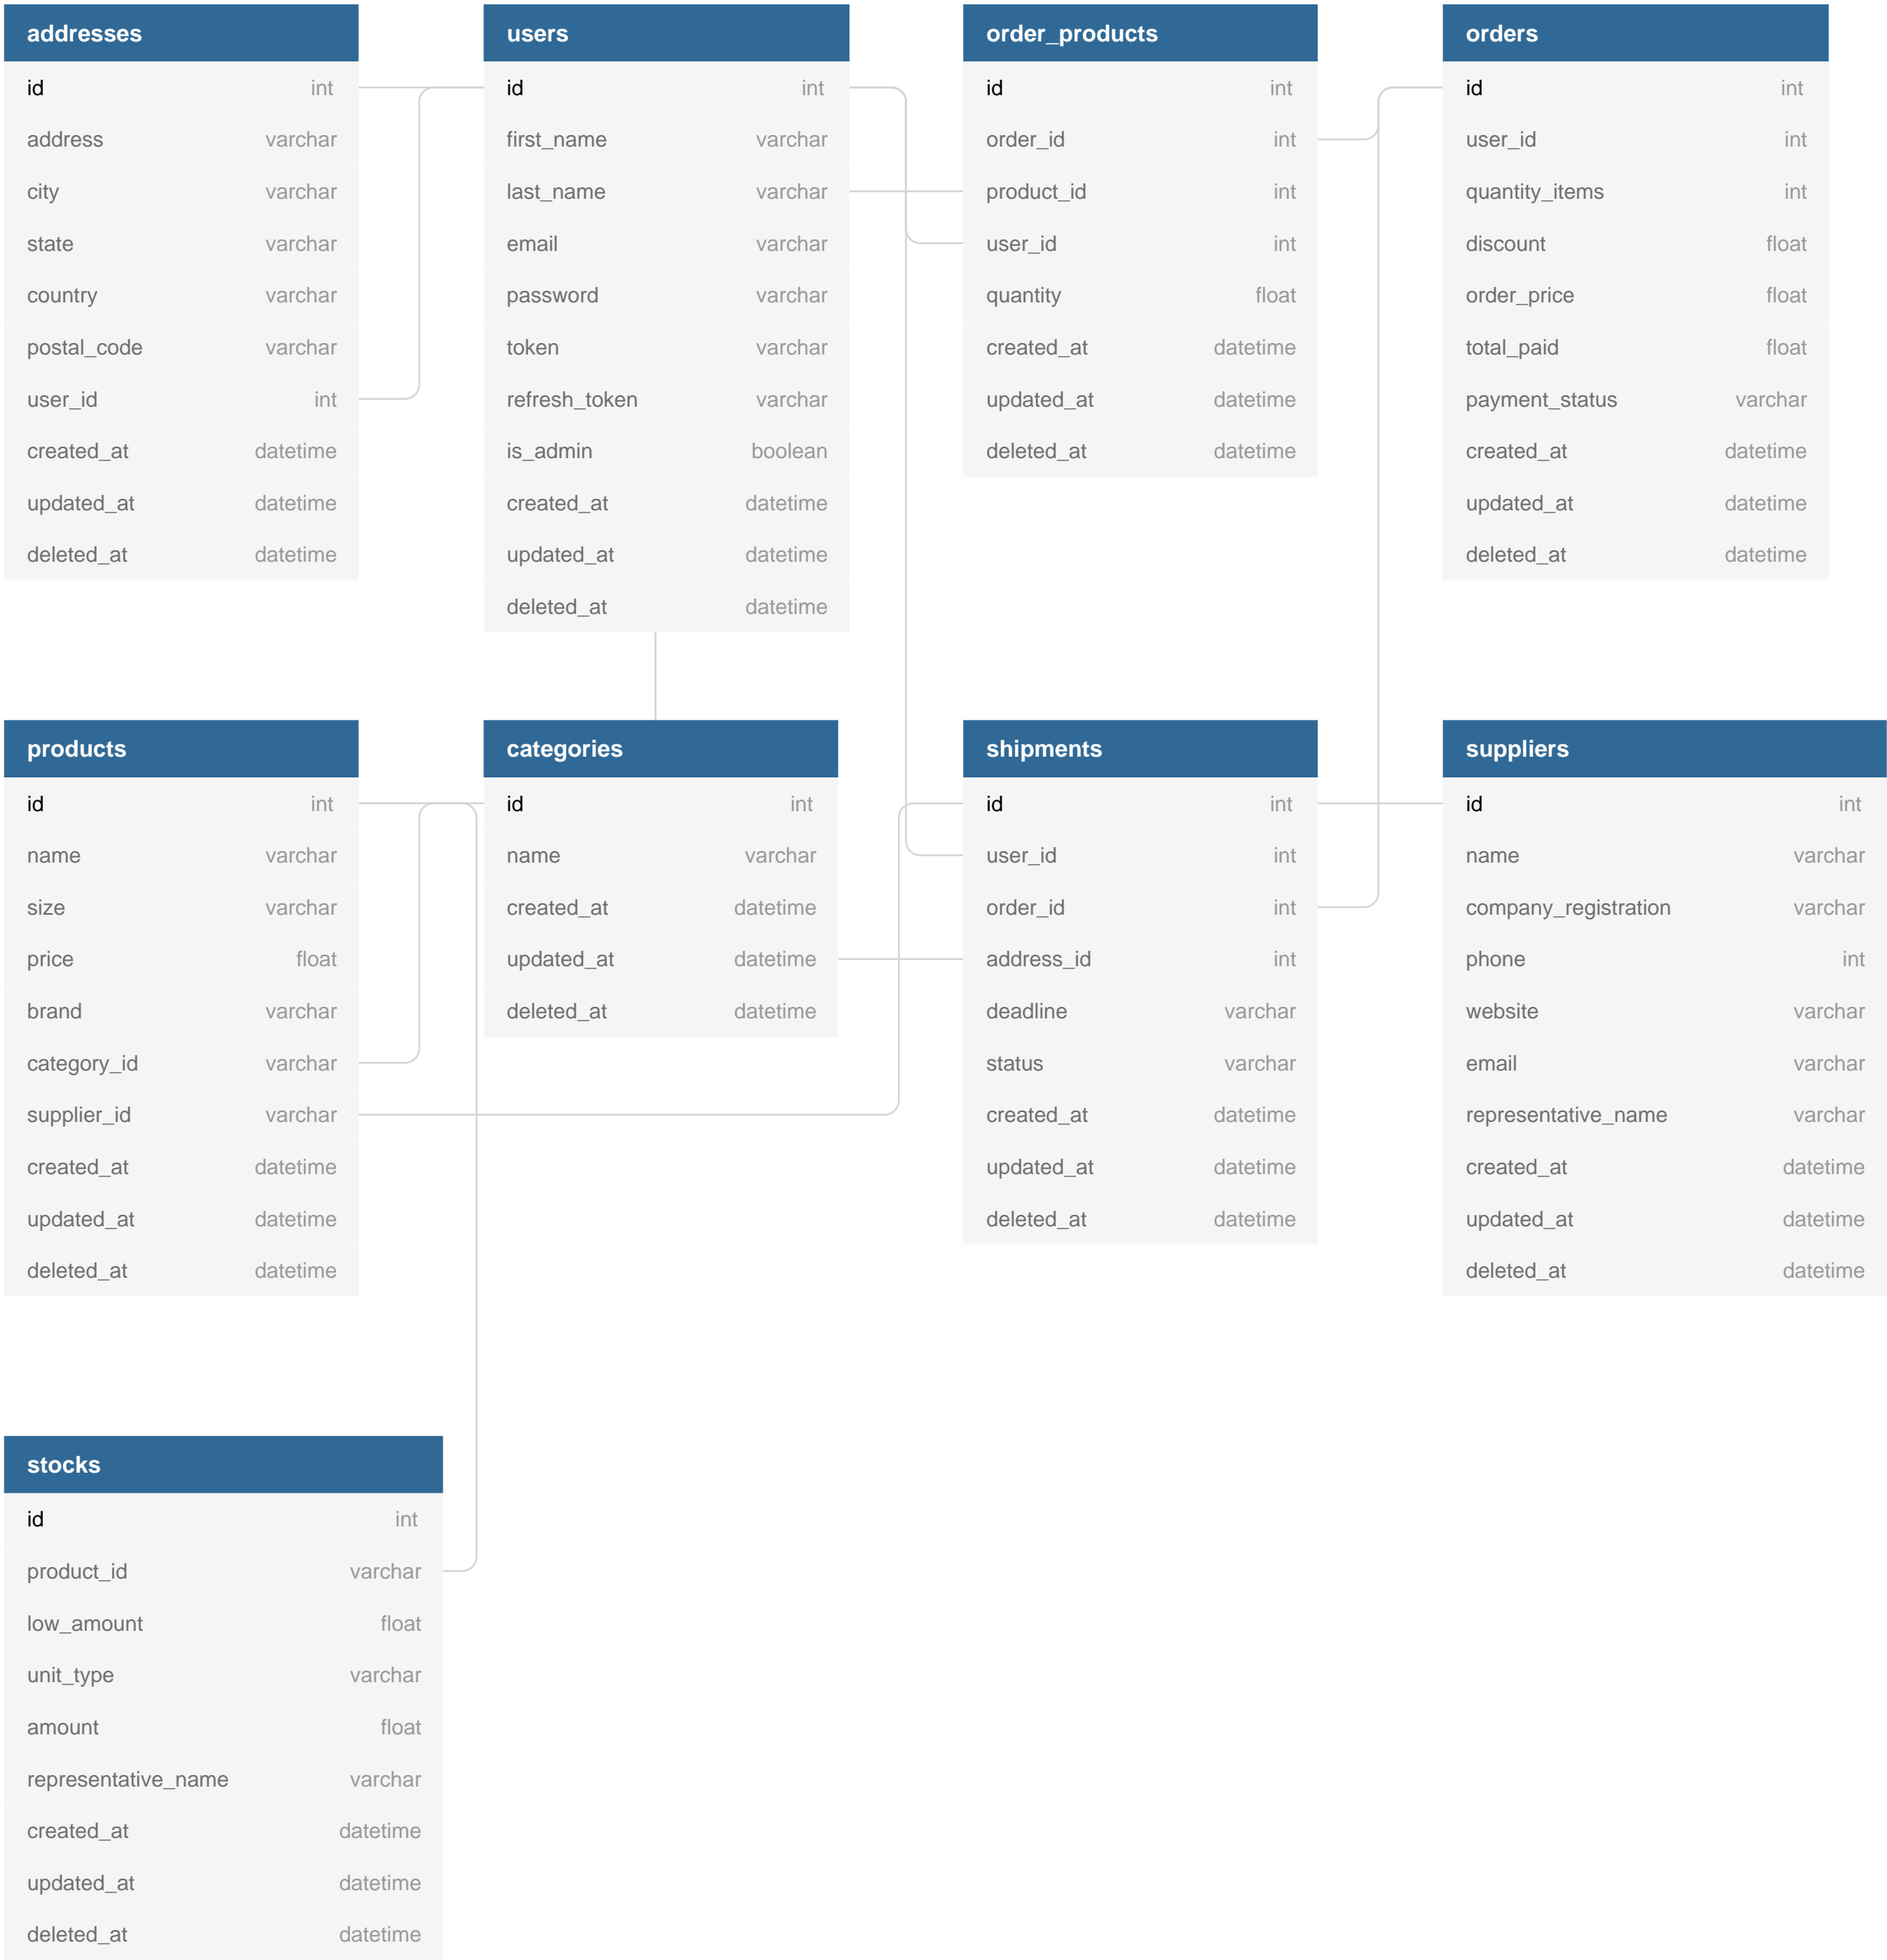 addresses
id int
address varchar
city varchar
state varchar
country varchar
postal_code varchar
user_id int
created_at datetime
updated_at datetime
deleted_at datetime
users
id int
first_name varchar
last_name varchar
email varchar
password varchar
token varchar
refresh_token varchar
is_admin boolean
created_at datetime
updated_at datetime
deleted_at datetime
order_products
id int
order_id int
product_id int
user_id int
quantity float
created_at datetime
updated_at datetime
deleted_at datetime
orders
id int
user_id int
quantity_items int
discount float
order_price float
total_paid float
payment_status varchar
created_at datetime
updated_at datetime
deleted_at datetime
products
id int
name varchar
size varchar
price float
brand varchar
category_id varchar
supplier_id varchar
created_at datetime
updated_at datetime
deleted_at datetime
categories
id int
name varchar
created_at datetime
updated_at datetime
deleted_at datetime
shipments
id int
user_id int
order_id int
address_id int
deadline varchar
status varchar
created_at datetime
updated_at datetime
deleted_at datetime
suppliers
id int
name varchar
company_registration varchar
phone int
website varchar
email varchar
representative_name varchar
created_at datetime
updated_at datetime
deleted_at datetime
stocks
id int
product_id varchar
low_amount float
unit_type varchar
amount float
representative_name varchar
created_at datetime
updated_at datetime
deleted_at datetime